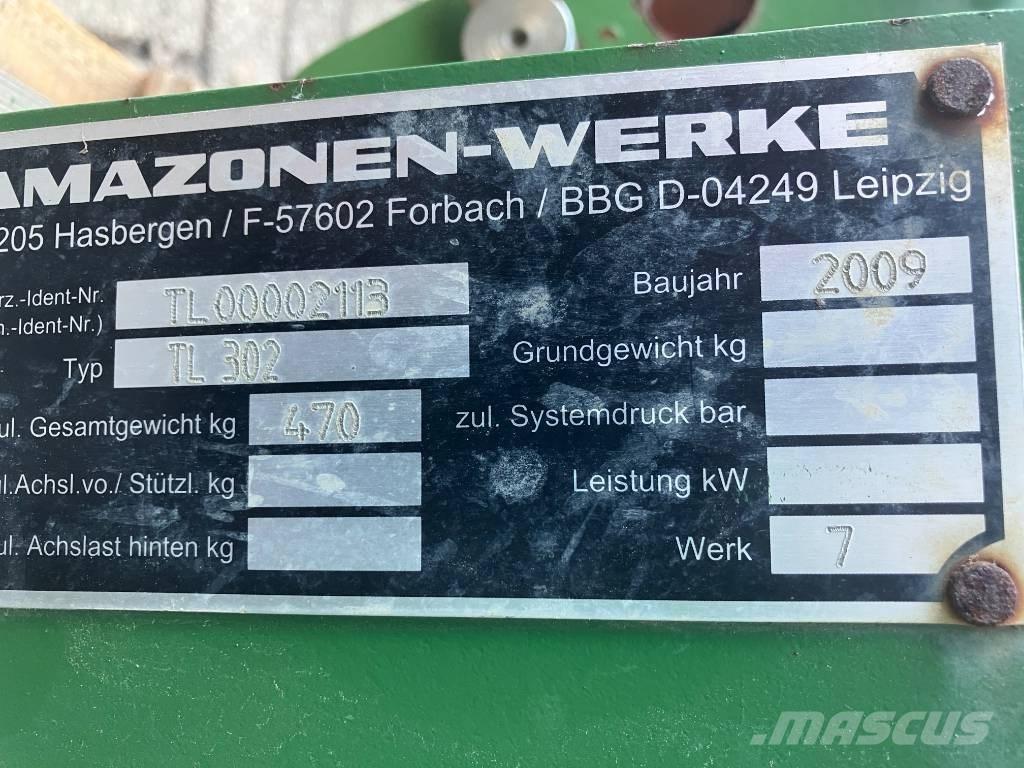 AMAZONEN-WERKE
205 Hasbergen / F-57602 Forbach / BBG D-04249 Leipzig
rz.-Ident-Nr. TL00002113 Baujahr 2009
.-Ident-Nr.)
Typ TL 302 Grundgewicht kg
ul. Gesamtgewicht kg 470 zul. Systemdruck bar
l.Achsl.vo./ Stützl. kg Leistung kW
ul. Achslast hinten kg Werk 7
MASCUS